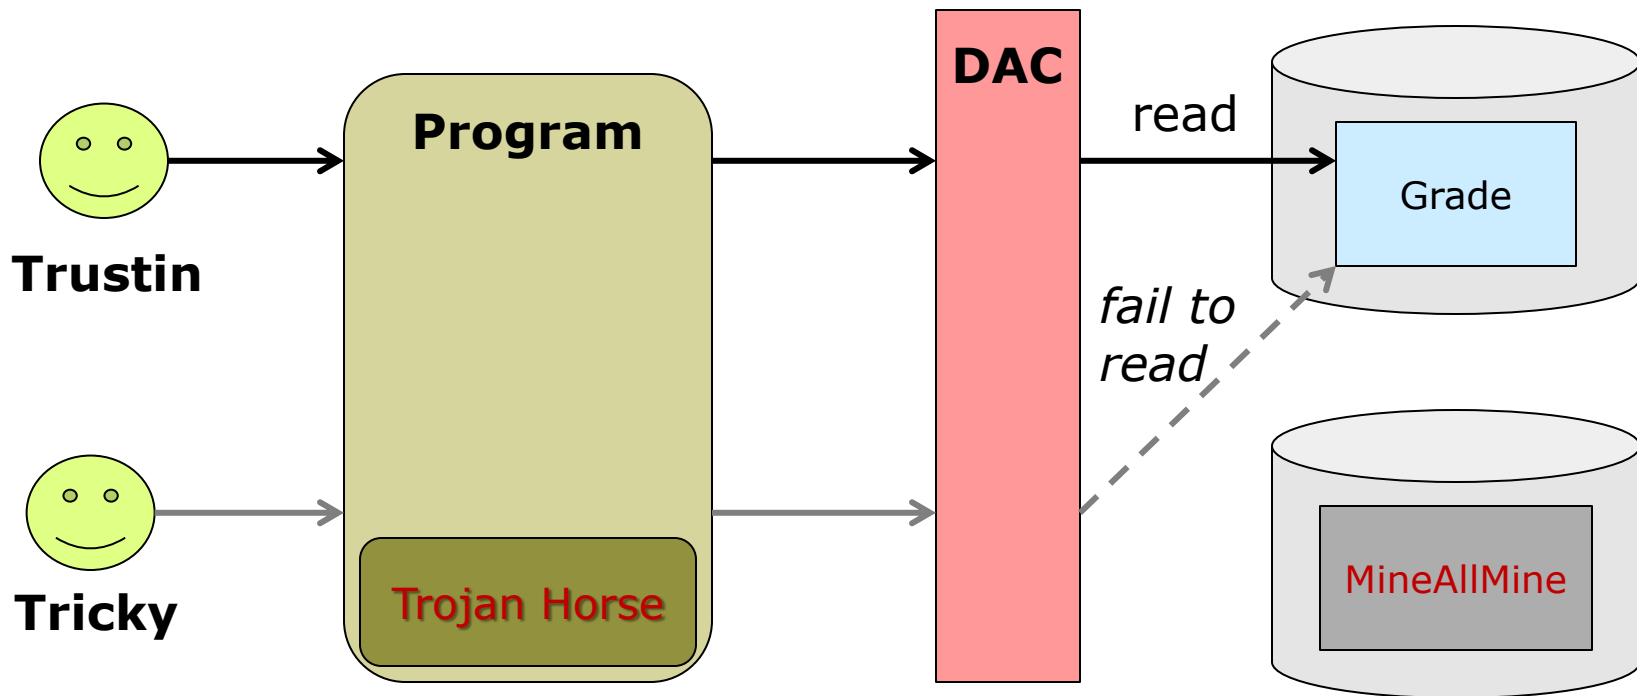 DAC
Program
read
Grade
Trustin
fail to
read
Trojan Horse
MineAllMine
Tricky